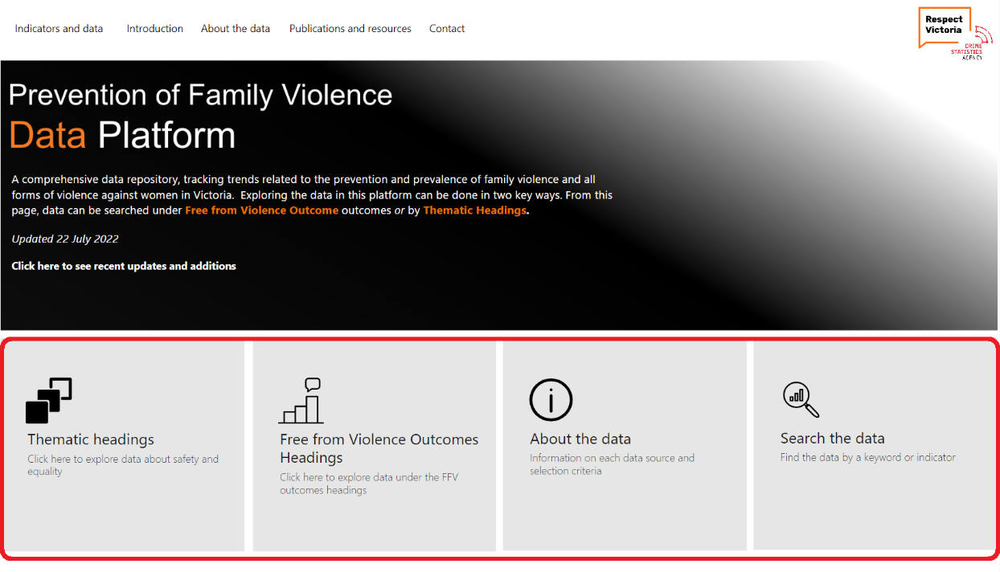 Indicators and data
Introduction
About the data
Publications and resources
Contact
Respect
Victoria
CRIME
STATISTICS
AGENCY
Prevention of Family Violence
Data Platform
A comprehensive data repository, tracking trends related to the prevention and prevalence of family violence and all
forms of violence against women in Victoria.  Exploring the data in this platform can be done in two key ways. From this
page, data can be searched under Free from Violence Outcome outcomes or by Thematic Headings.
Updated 22 July 2022
Click here to see recent updates and additions
Thematic headings
Click here to explore data about safety and
equality
Free from Violence Outcomes
Headings
Click here to explore data under the FFV
outcomes headings
About the data
Information on each data source and
selection criteria
Search the data
Find the data by a keyword or indicator